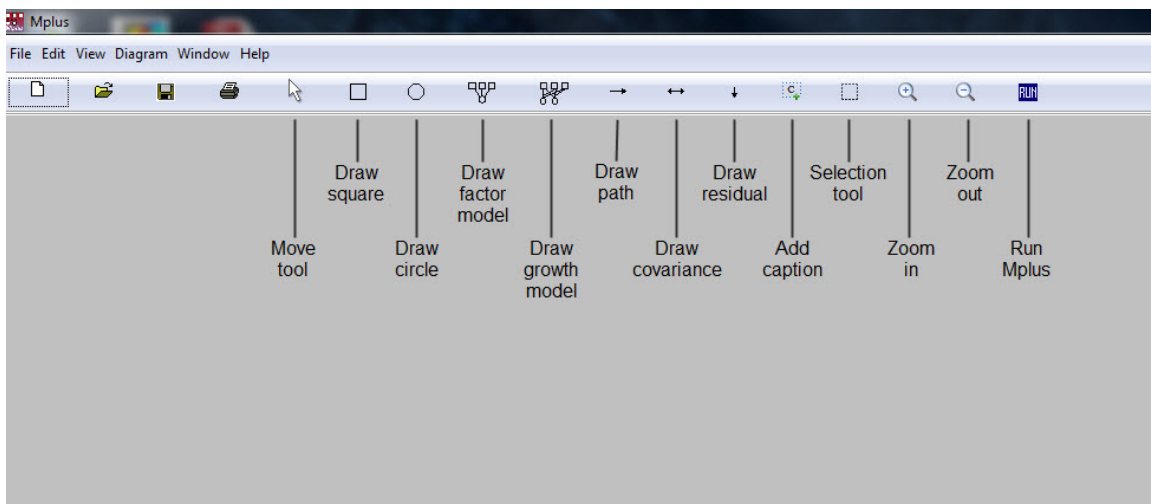 Mplus
File Edit View Diagram Window Help
C
RUN
Draw
square
Draw
factor
model
Draw
path
Draw
residual
Selection
tool
Zoom
out
Move
tool
Draw
circle
Draw
growth
model
Draw
covariance
Add
caption
Zoom
in
Run
Mplus